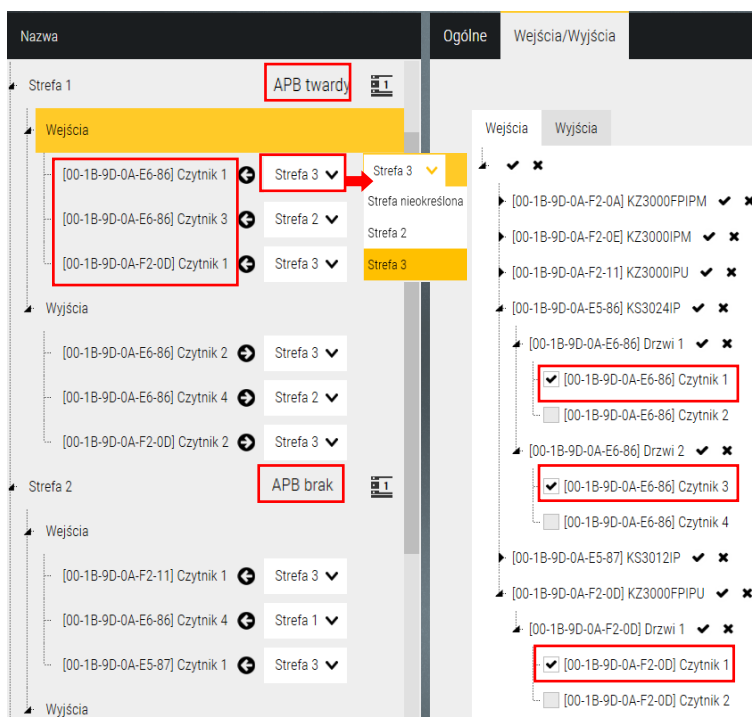 Nazwa
Strefa 1 APB twardy 1
Wejścia
[00-1B-9D-0A-E6-86] Czytnik 1 Strefa 3
[00-1B-9D-0A-E6-86] Czytnik 3 Strefa 2
[00-1B-9D-0A-F2-0D] Czytnik 1 Strefa 3
Wyjścia
[00-1B-9D-0A-E6-86] Czytnik 2 Strefa 3
[00-1B-9D-0A-E6-86] Czytnik 4 Strefa 2
[00-1B-9D-0A-F2-0D] Czytnik 2 Strefa 3
Strefa 2 APB brak 1
Wejścia
[00-1B-9D-0A-F2-11] Czytnik 1 Strefa 3
[00-1B-9D-0A-E6-86] Czytnik 4 Strefa 1
[00-1B-9D-0A-E5-87] Czytnik 1 Strefa 3
Wyjścia
Strefa 3
Strefa nieokreślona
Strefa 2
Strefa 3
Ogólne Wejścia/Wyjścia
Wejścia Wyjścia
[00-1B-9D-0A-F2-0A] KZ3000FPIPM
[00-1B-9D-0A-F2-0E] KZ3000IPM
[00-1B-9D-0A-F2-11] KZ3000IPU
[00-1B-9D-0A-E5-86] KS3024IP
[00-1B-9D-0A-E6-86] Drzwi 1
[00-1B-9D-0A-E6-86] Czytnik 1
[00-1B-9D-0A-E6-86] Czytnik 2
[00-1B-9D-0A-E6-86] Drzwi 2
[00-1B-9D-0A-E6-86] Czytnik 3
[00-1B-9D-0A-E6-86] Czytnik 4
[00-1B-9D-0A-E5-87] KS3012IP
[00-1B-9D-0A-F2-0D] KZ3000FPIPU
[00-1B-9D-0A-F2-0D] Drzwi 1
[00-1B-9D-0A-F2-0D] Czytnik 1
[00-1B-9D-0A-F2-0D] Czytnik 2